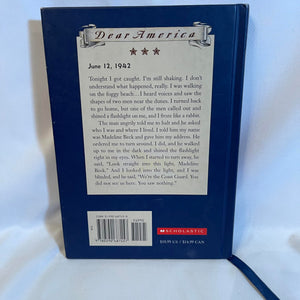 Dear America
June 12, 1942
Tonight I got caught. I'm still shaking. I don't
understand what happened, really. I was walking
on the foggy beach... I heard voices and saw the
shapes of two men near the dunes. I turned back
to go home, but one of the men called out and
shined a flashlight on me, and I froze like a rabbit.
The man angrily told me to halt and he asked
who I was and where I lived. I told him my name
was Madeline Beck and gave him my address. He
ordered me to turn around, I did, and he walked
up to me in the dark and shined the flashlight
right in my eyes. When I started to turn away, he
said, "Look straight into this light, Madeline
Beck." And I looked into the light, and I was
blinded, and he said, "We're the Coast Guard. You
did not see us here. You saw nothing."
SCHOLASTIC
$10.95 US / $14.99 CAN